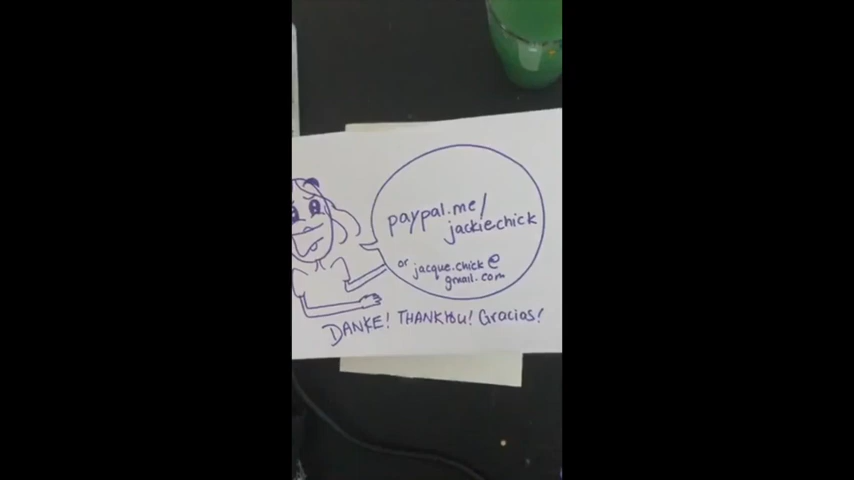 paypal.me/
jackiechick
or jacque.chick@
gmail.com
DANKE! THANKYOU! Gracias!